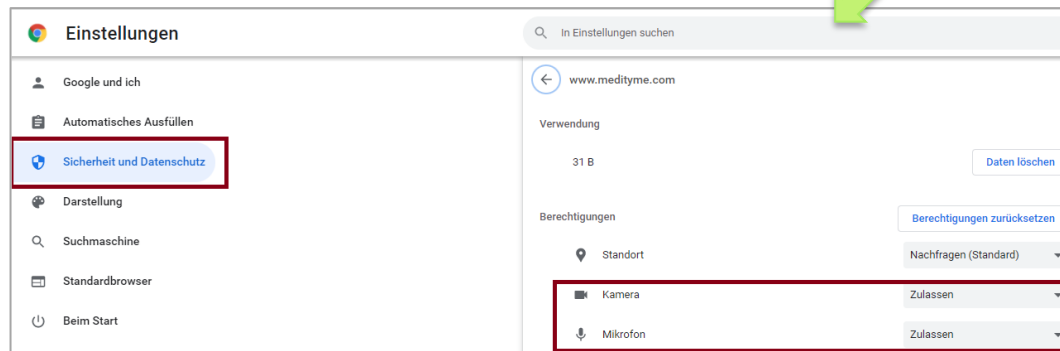 Einstellungen
In Einstellungen suchen
Google und ich
Automatisches Ausfüllen
Sicherheit und Datenschutz
Darstellung
Suchmaschine
Standardbrowser
Beim Start
www.medityme.com
Verwendung
31 B
Daten löschen
Berechtigungen
Berechtigungen zurücksetzen
Standort
Nachfragen (Standard)
Kamera
Zulassen
Mikrofon
Zulassen